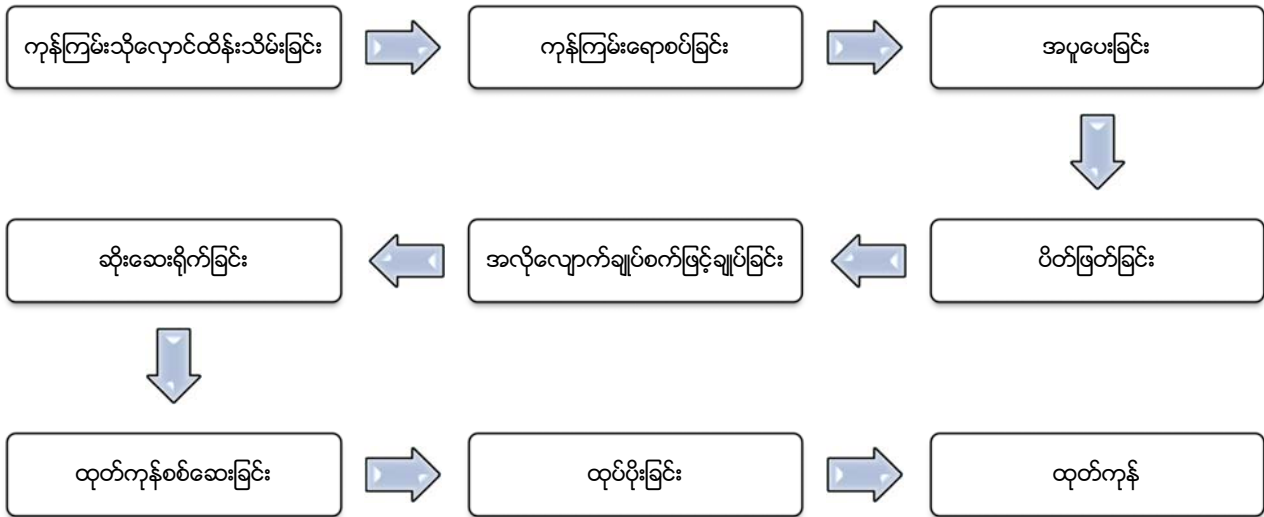 ကုန်ကြမ်းသိုလှောင်ထိန်းသိမ်းခြင်း
ကုန်ကြမ်းရောစပ်ခြင်း
အပူပေးခြင်း
ပိတ်ဖြတ်ခြင်း
အလိုလျောက်ချုပ်စက်ဖြင့်ချုပ်ခြင်း
ဆိုးဆေးရိုက်ခြင်း
ထုတ်ကုန်စစ်ဆေးခြင်း
ထုပ်ပိုးခြင်း
ထုတ်ကုန်